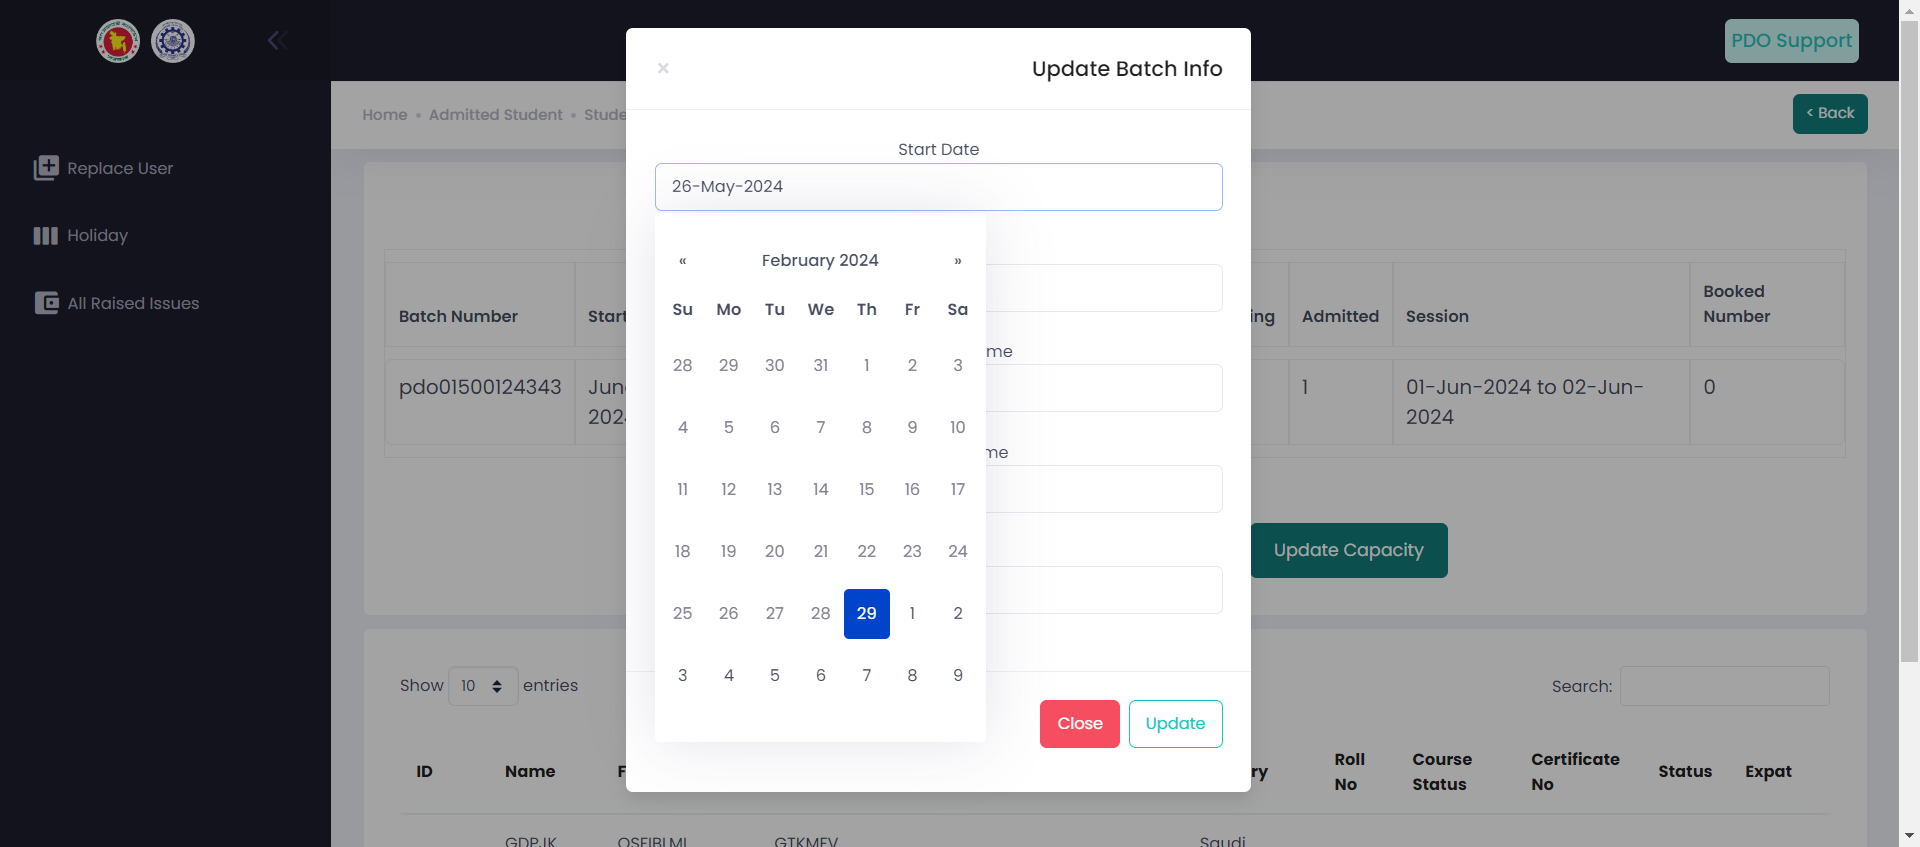 PDO Support
Replace User
Holiday
All Raised Issues
Home • Admitted Student • Stude
< Back
× Update Batch Info
Start Date
26-May-2024
« February 2024 »
Su Mo Tu We Th Fr Sa
28 29 30 31 1 2 3
4 5 6 7 8 9 10
11 12 13 14 15 16 17
18 19 20 21 22 23 24
25 26 27 28 29 1 2
3 4 5 6 7 8 9
me
me
Close Update
Batch Number Start ing Admitted Session Booked
Number
pdo01500124343 June 1 01-Jun-2024 to 02-Jun- 0
2024 2024
Update Capacity
Show 10 entries Search:
ID Name F ry Roll
No Course
Status Certificate
No Status Expat
Saudi